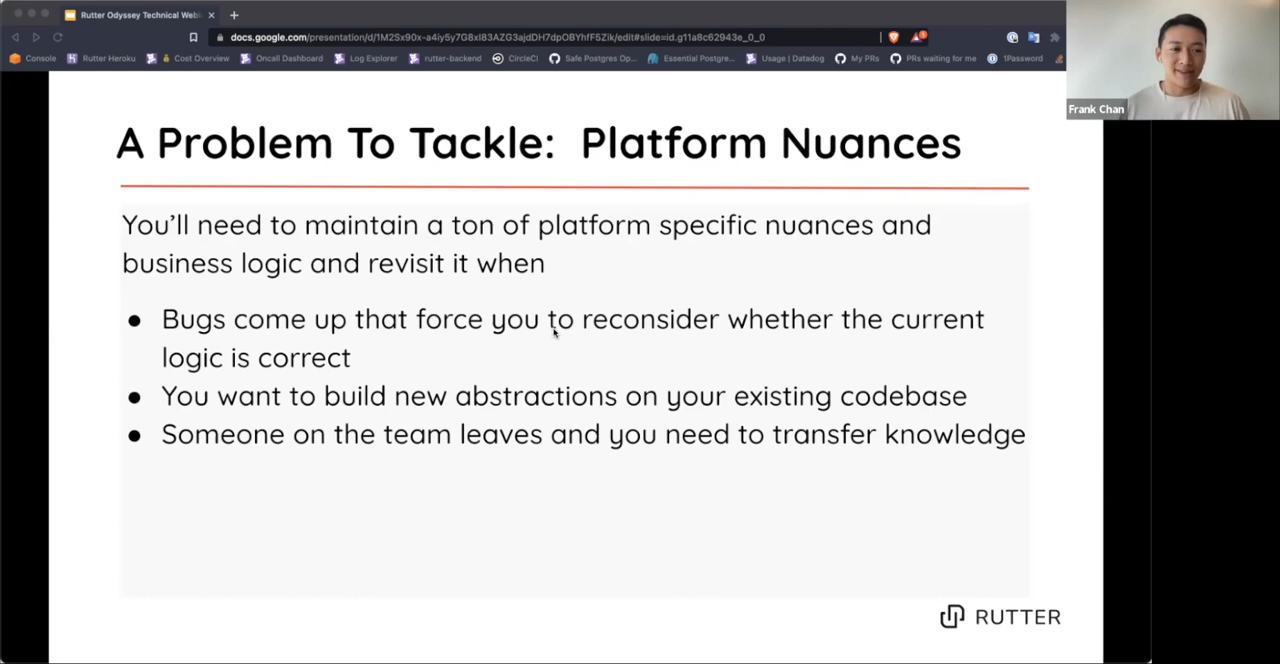 Rutter Odyssey Technical Web
docs.google.com/presentation/d/1M2Sx90x-a4iy5y7G8xI83AZG3ajdDH7dpOBYhfF5Zik/edit#slide=id.g11a8c62943e_0_0
Console Rutter Heroku Cost Overview Oncall Dashboard Log Explorer rutter-backend CircleCI Safe Postgres Op... Essential Postgre... Usage | Datadog My PRs PRs waiting for me 1Password
Frank Chan
A Problem To Tackle: Platform Nuances
You'll need to maintain a ton of platform specific nuances and
business logic and revisit it when
● Bugs come up that force you to reconsider whether the current
logic is correct
● You want to build new abstractions on your existing codebase
● Someone on the team leaves and you need to transfer knowledge
RUTTER